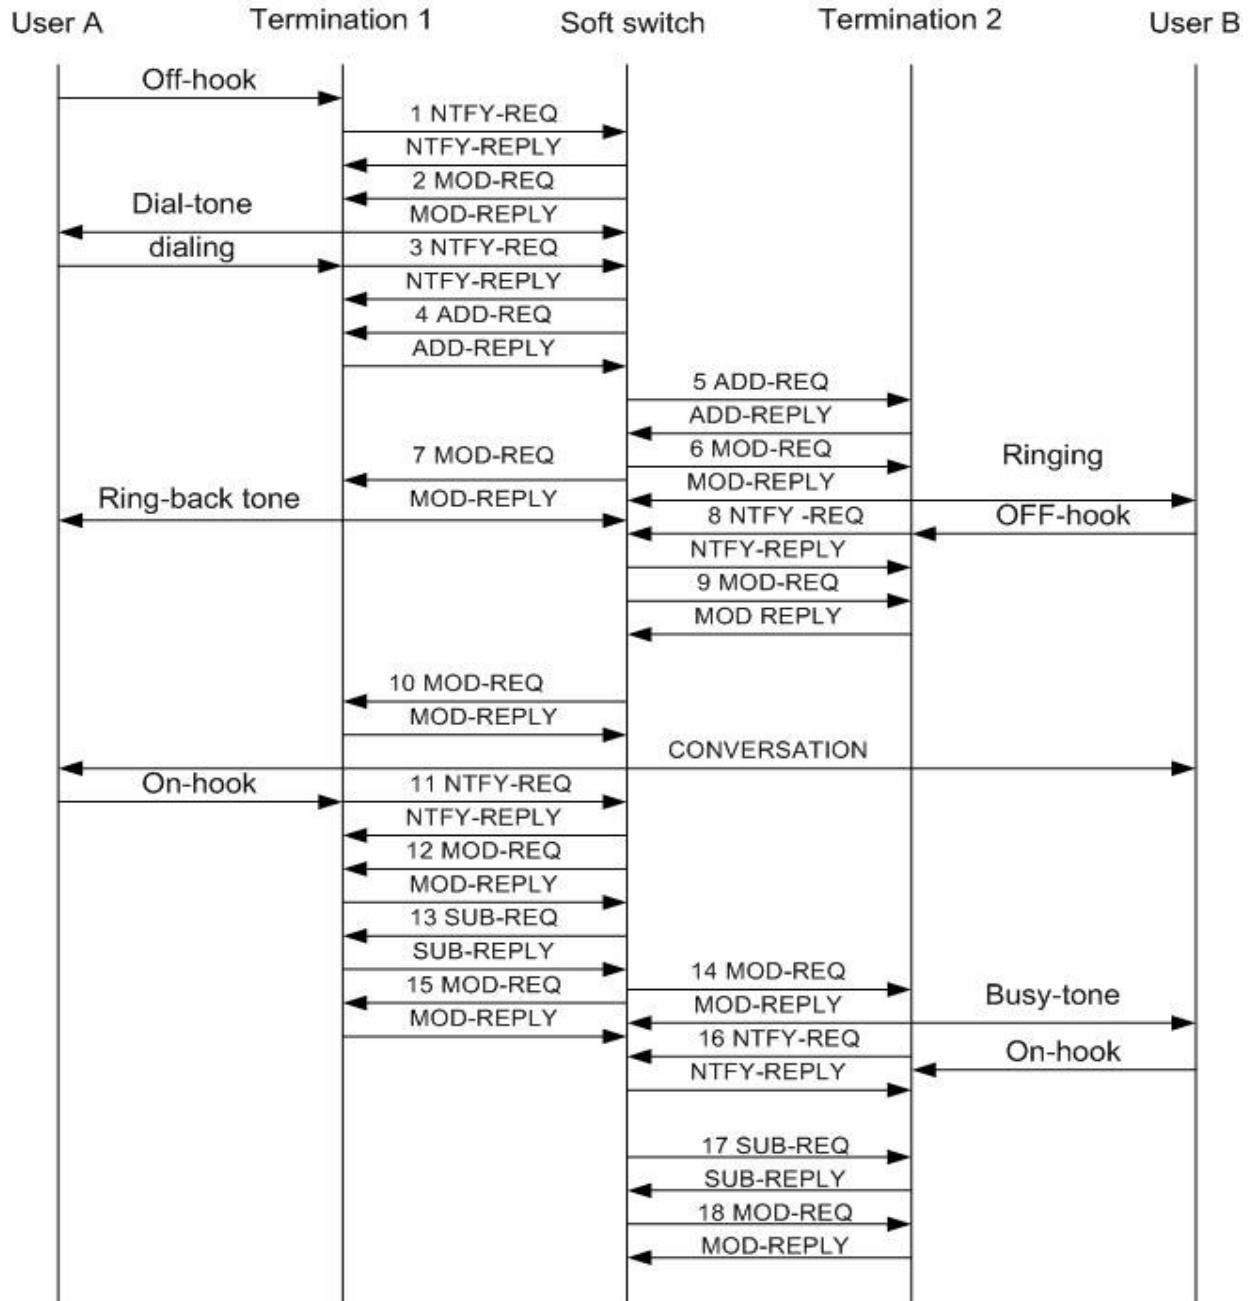 User A
Termination 1
Soft switch
Termination 2
User B
Off-hook
1 NTFY-REQ
NTFY-REPLY
2 MOD-REQ
Dial-tone
MOD-REPLY
dialing
3 NTFY-REQ
NTFY-REPLY
4 ADD-REQ
ADD-REPLY
5 ADD-REQ
ADD-REPLY
7 MOD-REQ
6 MOD-REQ
Ringing
MOD-REPLY
Ring-back tone
MOD-REPLY
8 NTFY -REQ
OFF-hook
NTFY-REPLY
9 MOD-REQ
MOD REPLY
10 MOD-REQ
MOD-REPLY
CONVERSATION
On-hook
11 NTFY-REQ
NTFY-REPLY
12 MOD-REQ
MOD-REPLY
13 SUB-REQ
SUB-REPLY
14 MOD-REQ
15 MOD-REQ
MOD-REPLY
Busy-tone
MOD-REPLY
16 NTFY-REQ
On-hook
NTFY-REPLY
17 SUB-REQ
SUB-REPLY
18 MOD-REQ
MOD-REPLY